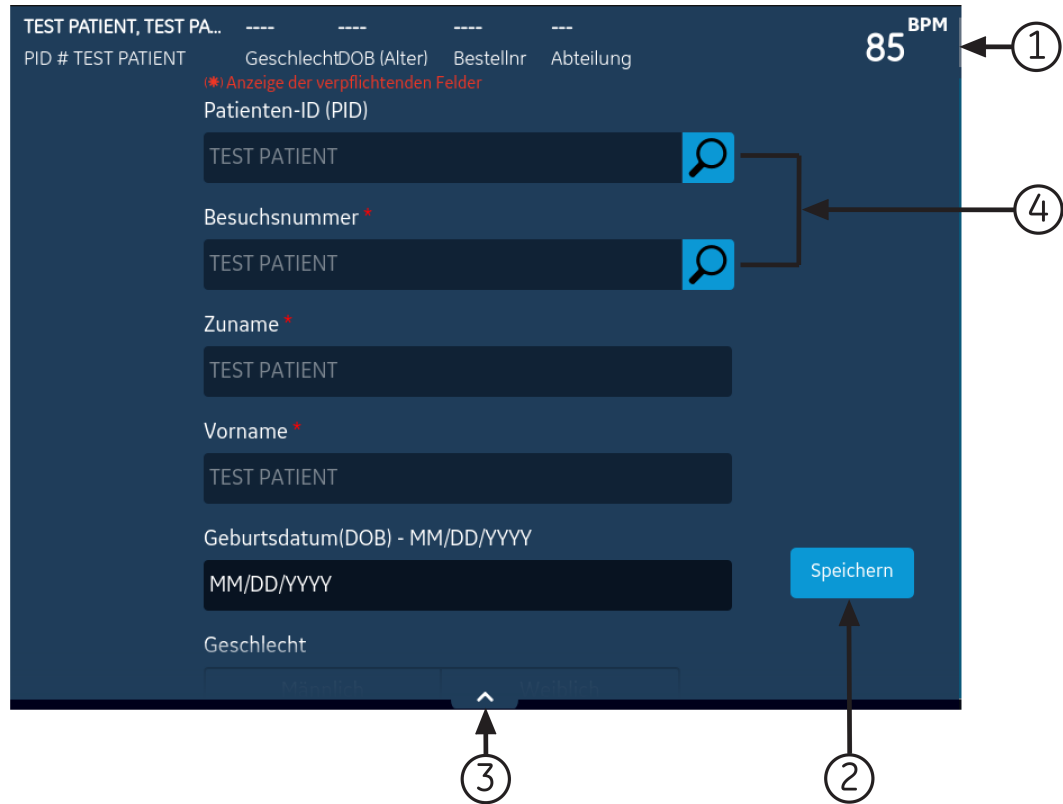 TEST PATIENT, TEST PA... ---- ---- ---- --- 85 BPM
PID # TEST PATIENT Geschlecht DOB (Alter) Bestellnr Abteilung
(*) Anzeige der verpflichtenden Felder
Patienten-ID (PID)
TEST PATIENT
Besuchsnummer *
TEST PATIENT
Zuname *
TEST PATIENT
Vorname *
TEST PATIENT
Geburtsdatum(DOB) - MM/DD/YYYY
MM/DD/YYYY
Speichern
Geschlecht
Männlich Weiblich
1
4
3
2